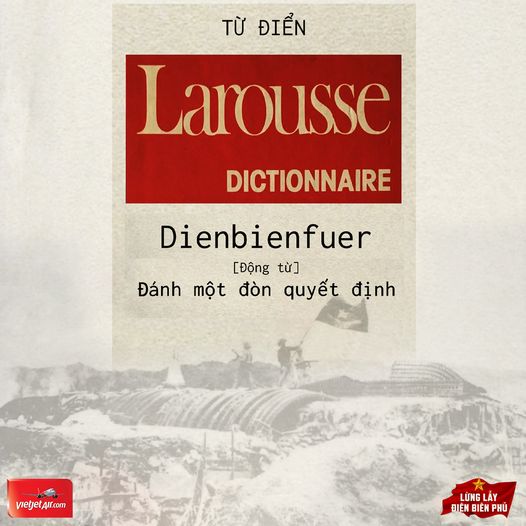 TỪ ĐIỂN
Larousse
DICTIONNAIRE
Dienbienfuer
[Động từ]
Đánh một đòn quyết định
vietjetAir.com
LỪNG LẪY
ĐIỆN BIÊN PHỦ